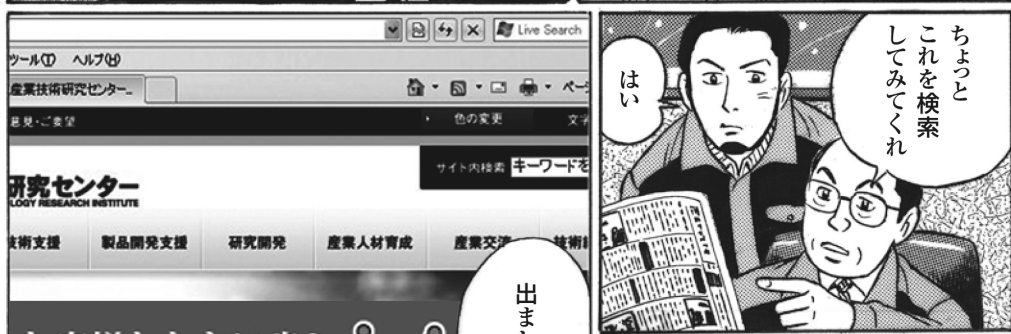 ちょっと
これを検索
してみてくれ
はい
Live Search
ツール(T) ヘルプ(H)
産業技術研究センター
意見・ご要望
色の変更
文字
サイト内検索 キーワードを
研究センター
LOGY RESEARCH INSTITUTE
技術支援 製品開発支援 研究開発 産業人材育成 産業交流 技術
出ま